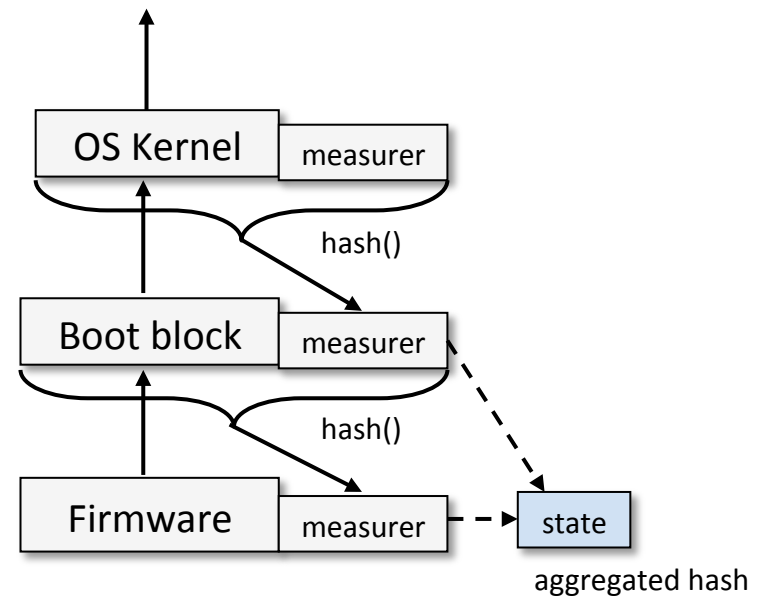 OS Kernel measurer
hash()
Boot block measurer
hash()
Firmware measurer state
aggregated hash